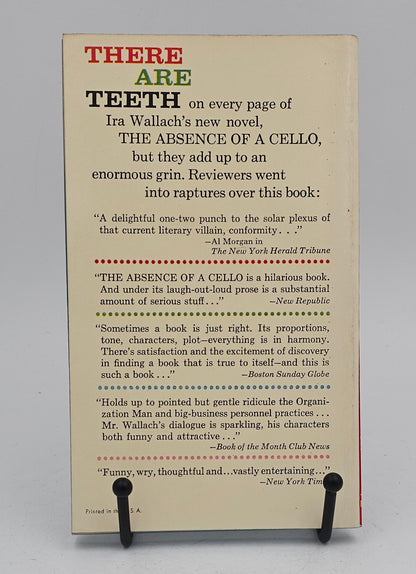 THERE
ARE
TEETH on every page of
Ira Wallach's new novel,
THE ABSENCE OF A CELLO,
but they add up to an
enormous grin. Reviewers went
into raptures over this book:
"A delightful one-two punch to the solar plexus of
that current literary villain, conformity . . ."
—Al Morgan in
The New York Herald Tribune
"THE ABSENCE OF A CELLO is a hilarious book.
And under its laugh-out-loud prose is a substantial
amount of serious stuff . . ." —New Republic
"Sometimes a book is just right. Its proportions,
tone, characters, plot—everything is in harmony.
There's satisfaction and the excitement of discovery
in finding a book that is true to itself—and this is
such a book . . ." —Boston Sunday Globe
"Holds up to pointed but gentle ridicule the Organi-
zation Man and big-business personnel practices . . .
Mr. Wallach's dialogue is sparkling, his characters
both funny and attractive . . ."
—Book of the Month Club News
"Funny, wry, thoughtful and...vastly entertaining..."
—New York Tim
Printed in th S. A.